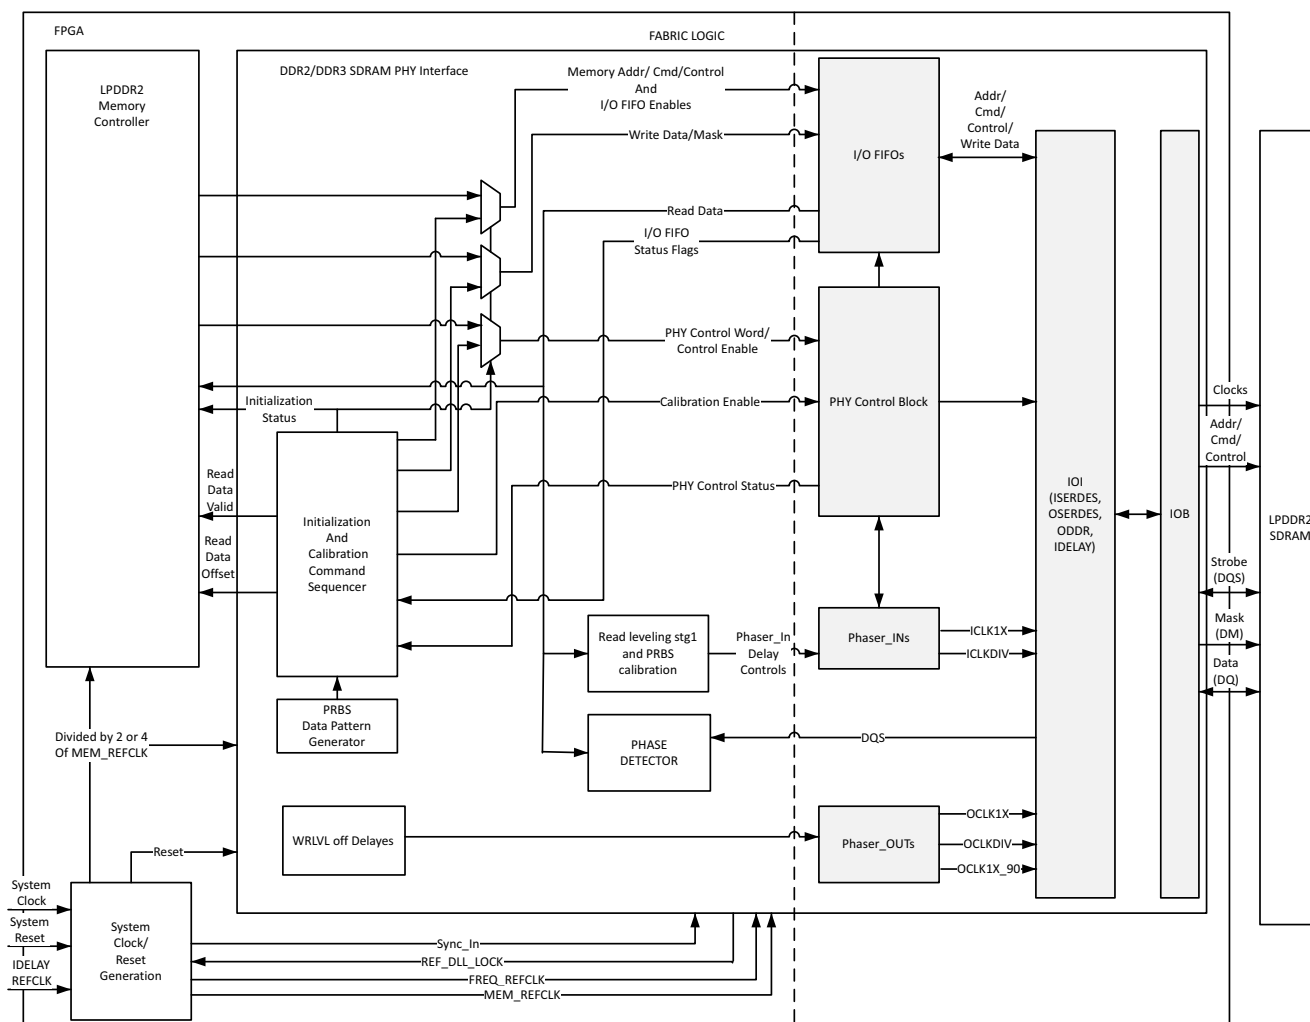 FPGA
FABRIC LOGIC
LPDDR2
Memory
Controller
DDR2/DDR3 SDRAM PHY Interface
Memory Addr/ Cmd/Control
And
I/O FIFO Enables
Write Data/Mask
I/O FIFOs
Addr/
Cmd/
Control/
Write Data
Read Data
I/O FIFO
Status Flags
PHY Control Word/
Control Enable
Initialization
Status
Calibration Enable
PHY Control Block
Clocks
Addr/
Cmd/
Control
Read
Data
Valid
PHY Control Status
IOI
(ISERDES,
OSERDES,
ODDR,
IDELAY)
IOB
LPDDR2
SDRAM
Initialization
And
Calibration
Command
Sequencer
Read
Data
Offset
Strobe
(DQS)
Mask
(DM)
Data
(DQ)
Read leveling stg1
and PRBS
calibration
Phaser_In
Delay
Controls
Phaser_INs
ICLK1X
ICLKDIV
PRBS
Data Pattern
Generator
Divided by 2 or 4
Of MEM_REFCLK
PHASE
DETECTOR
DQS
WRLVL off Delayes
Phaser_OUTs
OCLK1X
OCLKDIV
OCLK1X_90
Reset
System
Clock
System
Reset
IDELAY
REFCLK
System
Clock/
Reset
Generation
Sync_In
REF_DLL_LOCK
FREQ_REFCLK
MEM_REFCLK